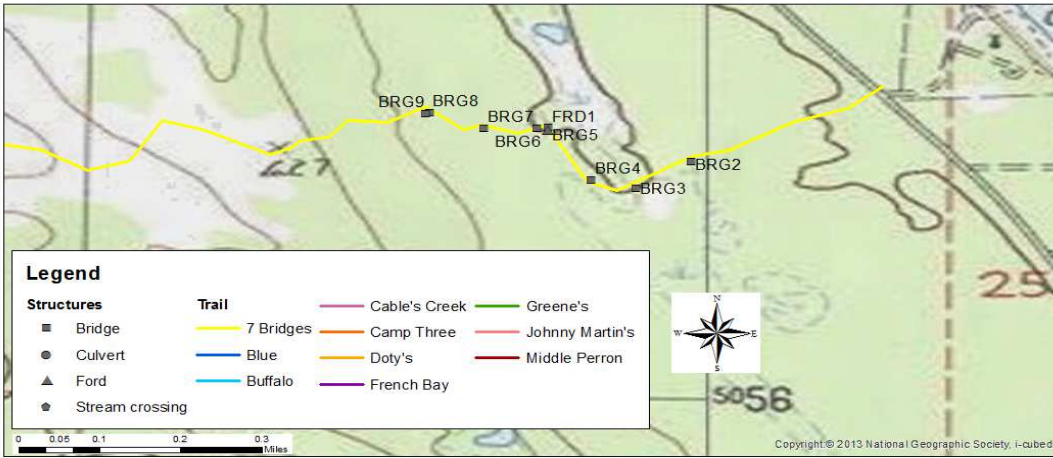 BRG9 BRG8
BRG7 FRD1
BRG6 BRG5
BRG4 BRG2
BRG3
627
25
5056
N
W E
S
Legend
Structures Trail
Bridge
Culvert
Ford
Stream crossing
7 Bridges
Blue
Buffalo
Cable's Creek
Camp Three
Doty's
French Bay
Greene's
Johnny Martin's
Middle Perron
0 0.05 0.1 0.2 0.3
Miles
Copyright:© 2013 National Geographic Society, i-cubed